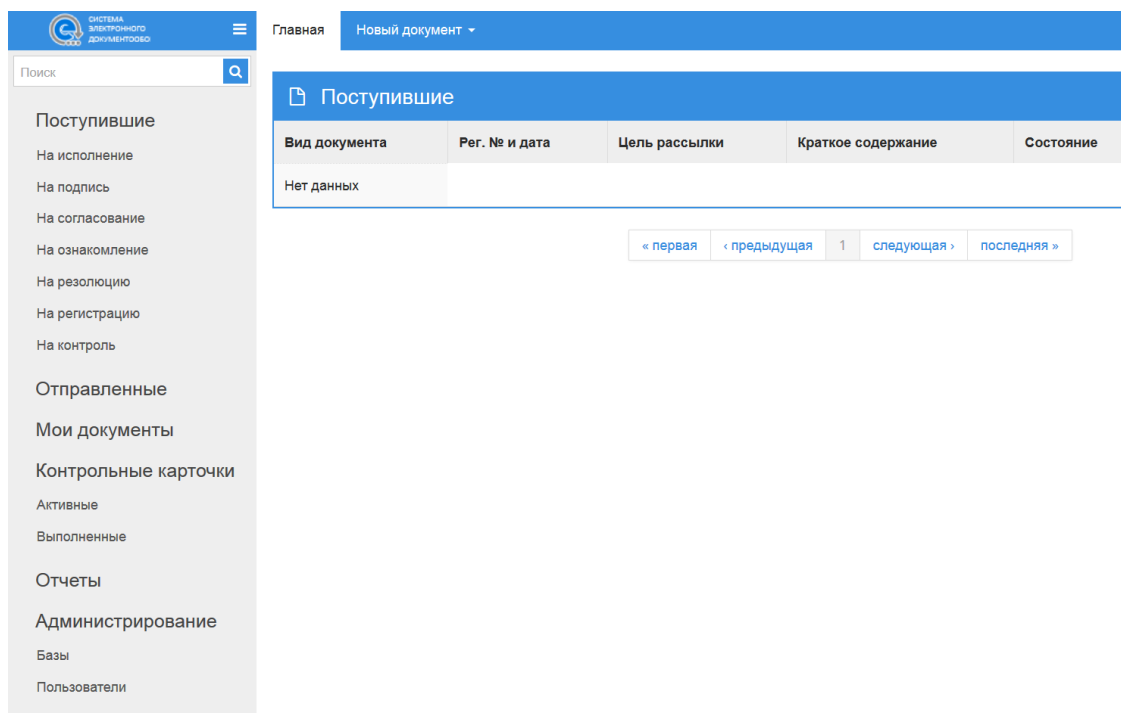 СИСТЕМА
ЭЛЕКТРОННОГО
ДОКУМЕНТООБО
Главная
Новый документ
Поиск
Поступившие
На исполнение
На подпись
На согласование
На ознакомление
На резолюцию
На регистрацию
На контроль
Отправленные
Мои документы
Контрольные карточки
Активные
Выполненные
Отчеты
Администрирование
Базы
Пользователи
Поступившие
Вид документа Рег. № и дата Цель рассылки Краткое содержание Состояние
Нет данных
« первая ‹ предыдущая 1 следующая › последняя »